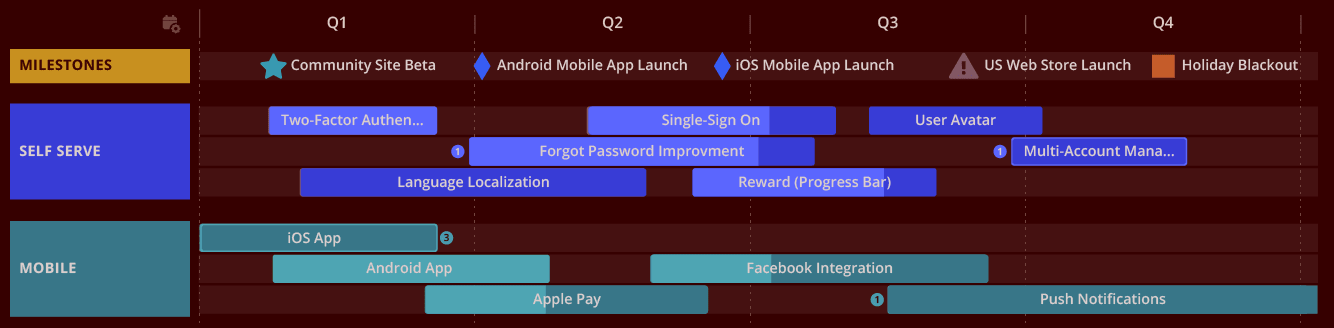 Q1 Q2 Q3 Q4
MILESTONES Community Site Beta Android Mobile App Launch iOS Mobile App Launch US Web Store Launch Holiday Blackout
Two-Factor Authen... Single-Sign On User Avatar
SELF SERVE 1 Forgot Password Improvment 1 Multi-Account Mana...
Language Localization Reward (Progress Bar)
iOS App 3
MOBILE Android App Facebook Integration
Apple Pay 1 Push Notifications